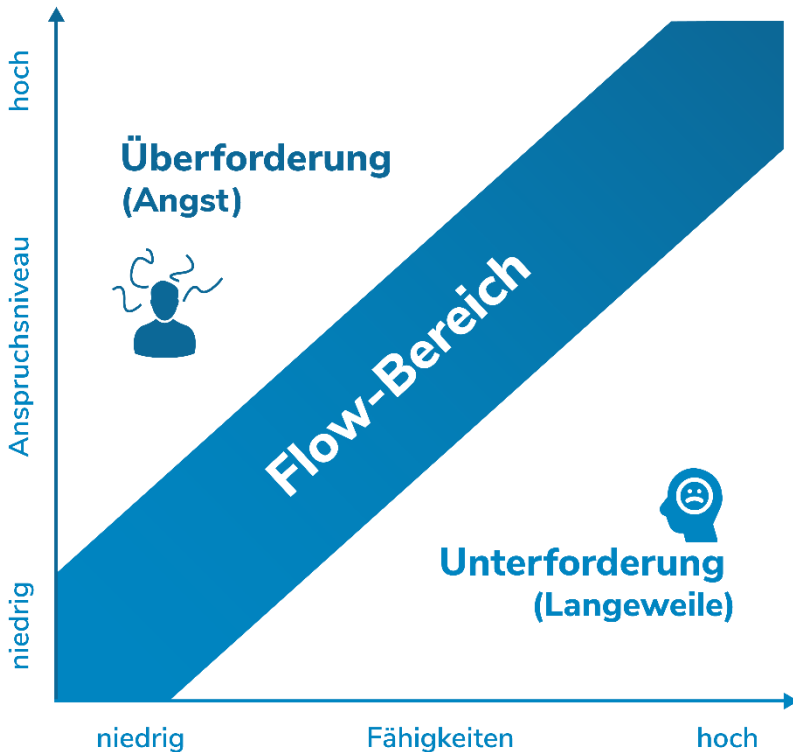 hoch
Überforderung
(Angst)
Anspruchsniveau
Flow-Bereich
Unterforderung
(Langeweile)
niedrig
niedrig
Fähigkeiten
hoch